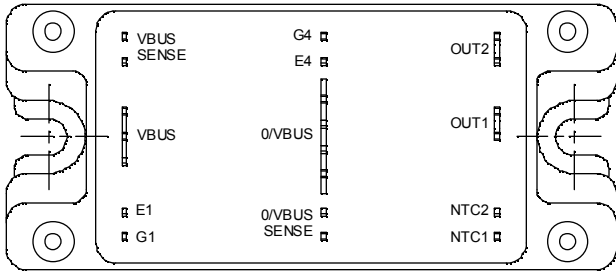 VBUS
SENSE
G4
E4
OUT2
VBUS
0/VBUS
OUT1
E1
G1
0/VBUS
SENSE
NTC2
NTC1